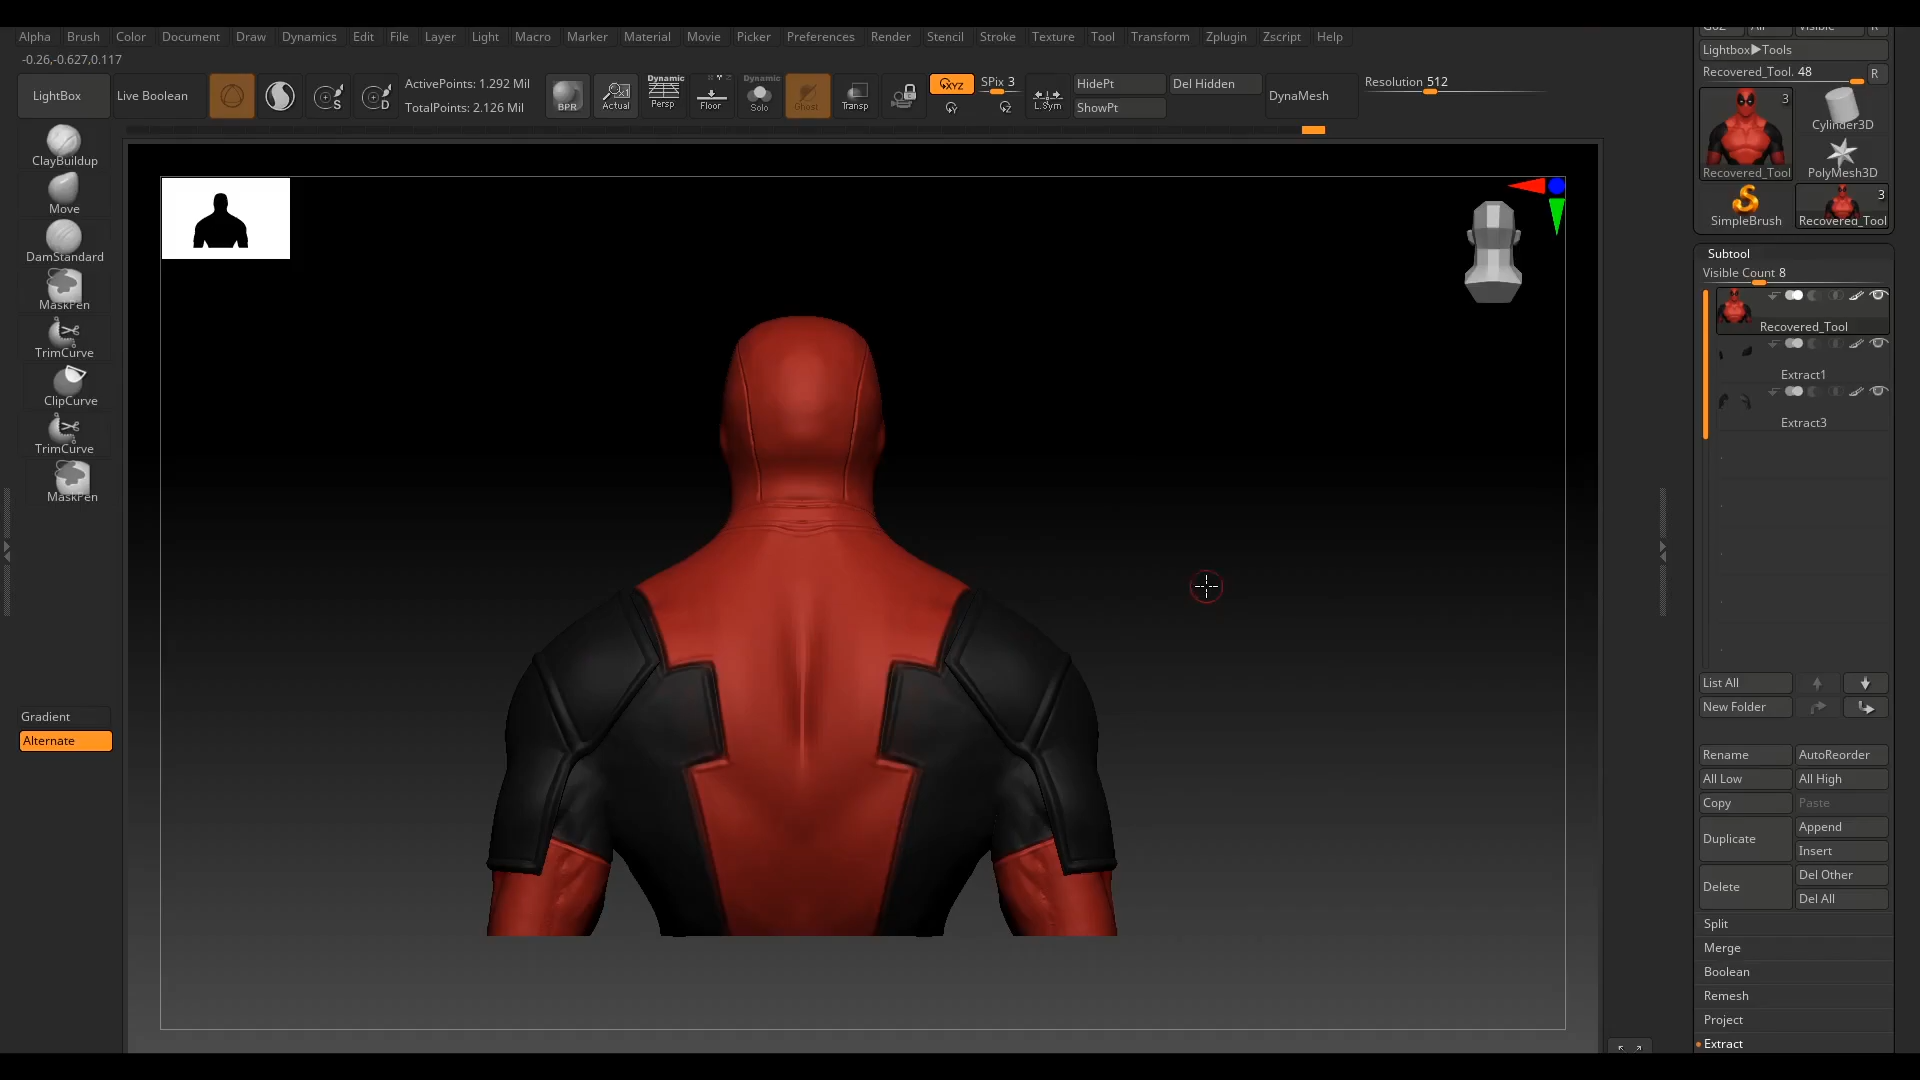 Alpha Brush Color Document Draw Dynamics Edit File Layer Light Macro Marker Material Movie Picker Preferences Render Stencil Stroke Texture Tool Transform Zplugin Zscript Help
-0.26,-0.627,0.117
LightBox
Live Boolean
S
D
ActivePoints: 1.292 Mil
TotalPoints: 2.126 Mil
BPR
Actual
Dynamic
Persp
Floor
Dynamic
Solo
Ghost
Transp
XYZ
SPix 3
L.Sym
HidePt
ShowPt
Del Hidden
DynaMesh
Resolution 512
ClayBuildup
Move
DamStandard
MaskPen
TrimCurve
ClipCurve
TrimCurve
MaskPen
Gradient
Alternate
Lightbox▶Tools
Recovered_Tool. 48
R
3
Recovered_Tool
Cylinder3D
PolyMesh3D
SimpleBrush
3
Recovered_Tool
Subtool
Visible Count 8
Recovered_Tool
Extract1
Extract3
List All
New Folder
Rename
AutoReorder
All Low
All High
Copy
Paste
Duplicate
Append
Insert
Delete
Del Other
Del All
Split
Merge
Boolean
Remesh
Project
Extract